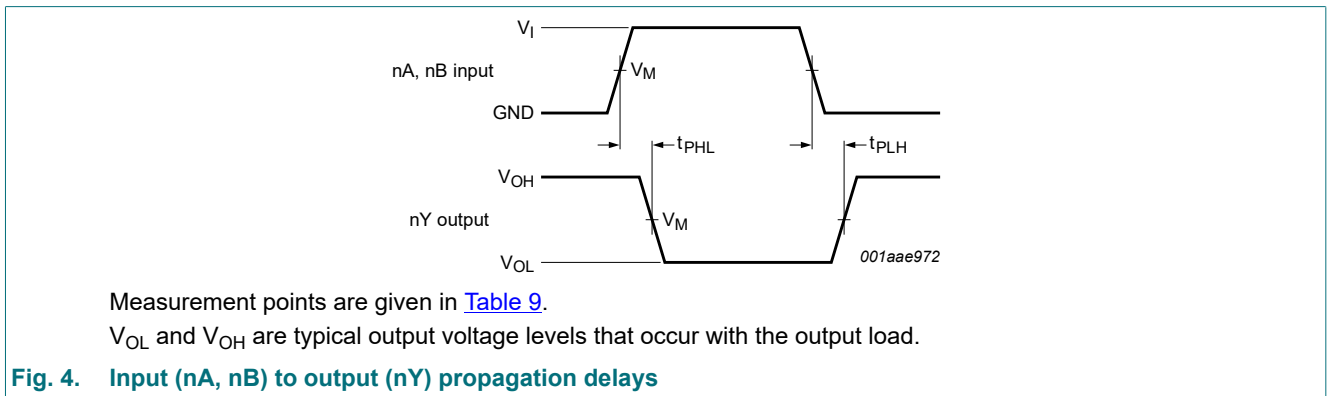 VI
nA, nB input
VM
GND
tPHL
tPLH
VOH
nY output
VM
VOL
001aae972
Measurement points are given in Table 9.
VOL and VOH are typical output voltage levels that occur with the output load.
Fig. 4. Input (nA, nB) to output (nY) propagation delays